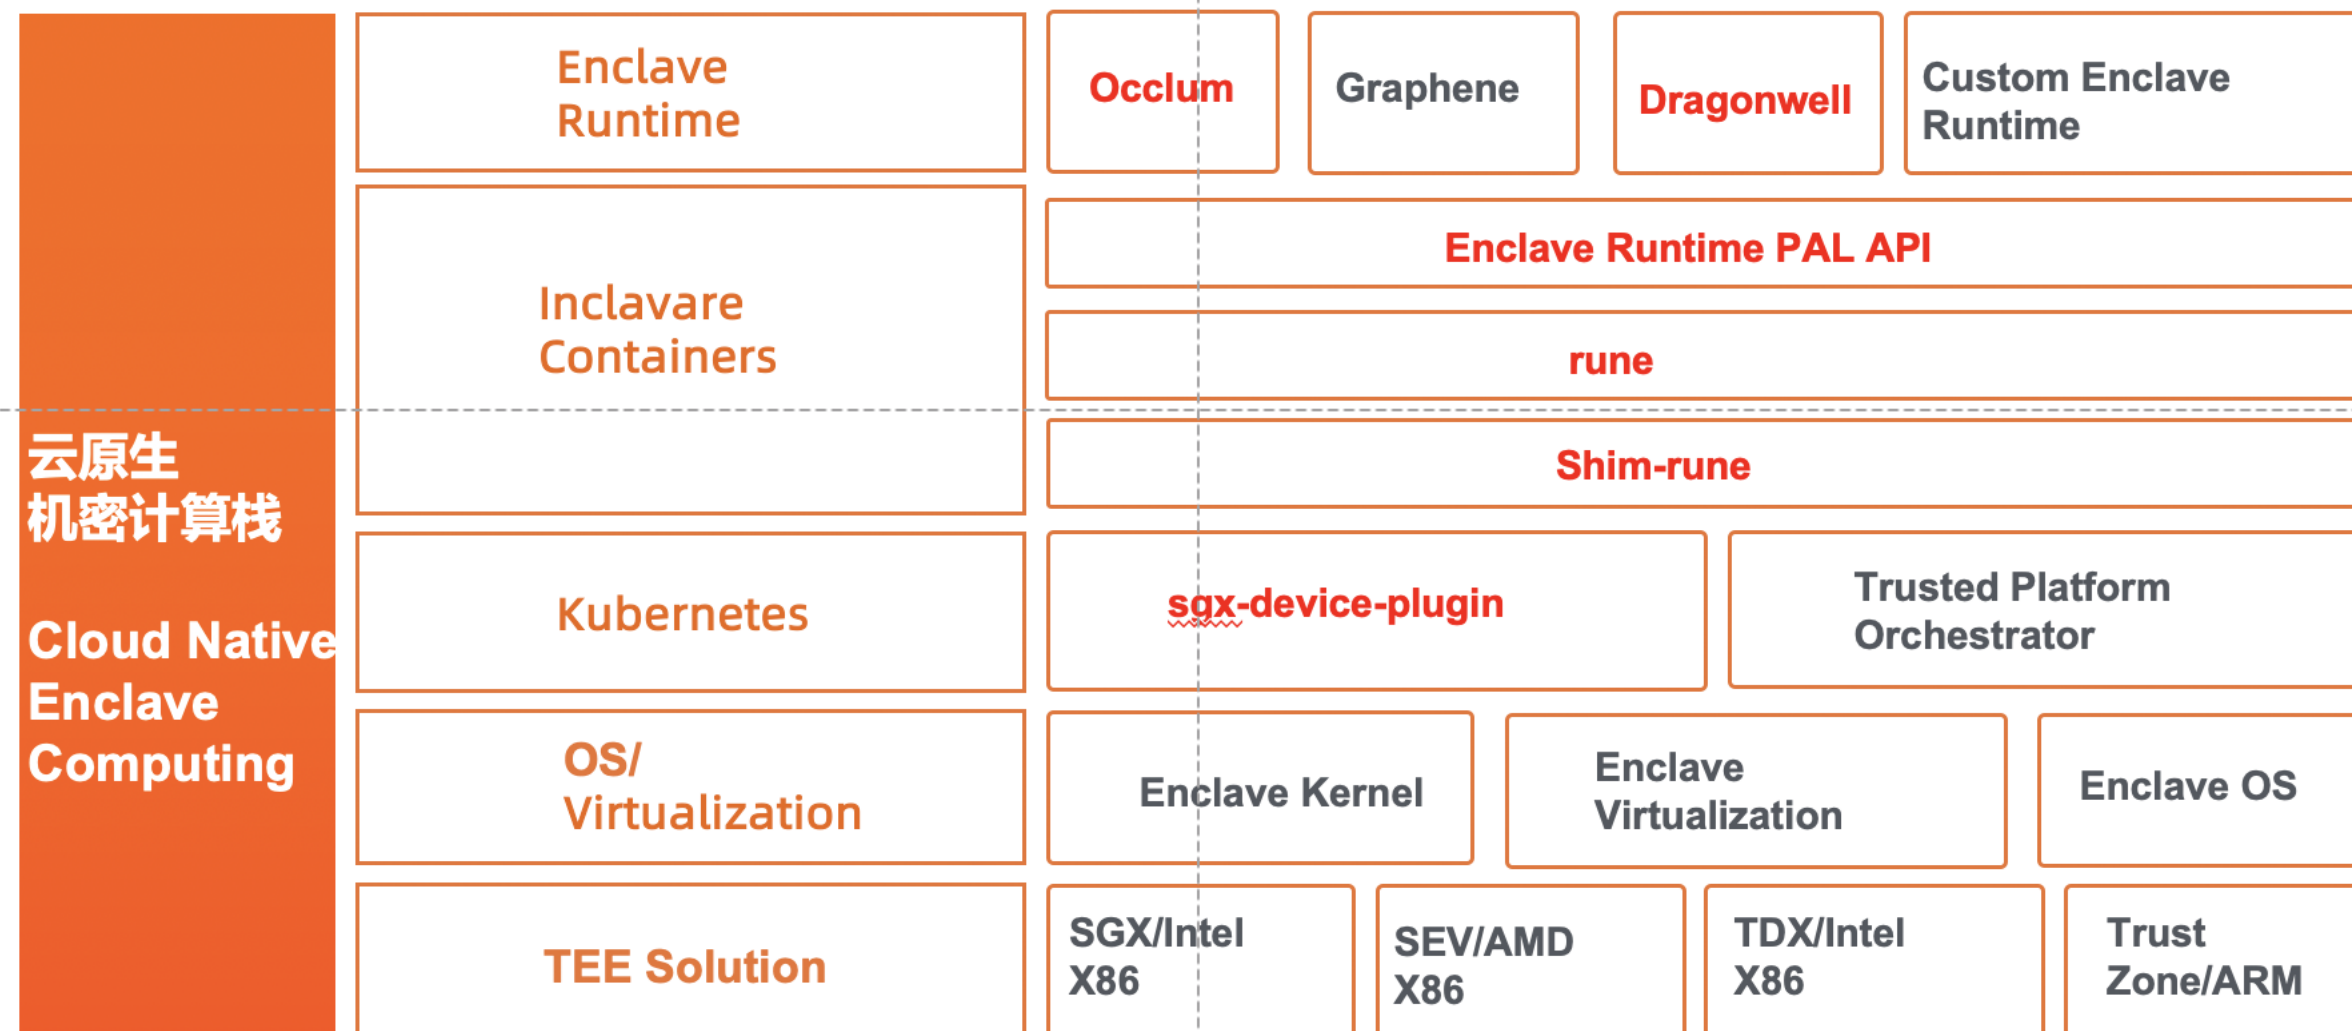 云原生
机密计算栈
Cloud Native
Enclave
Computing
Enclave
Runtime
Occlum
Graphene
Dragonwell
Custom Enclave
Runtime
Inclavare
Containers
Enclave Runtime PAL API
rune
Shim-rune
Kubernetes
sgx-device-plugin
Trusted Platform
Orchestrator
OS/
Virtualization
Enclave Kernel
Enclave
Virtualization
Enclave OS
TEE Solution
SGX/Intel
X86
SEV/AMD
X86
TDX/Intel
X86
Trust
Zone/ARM